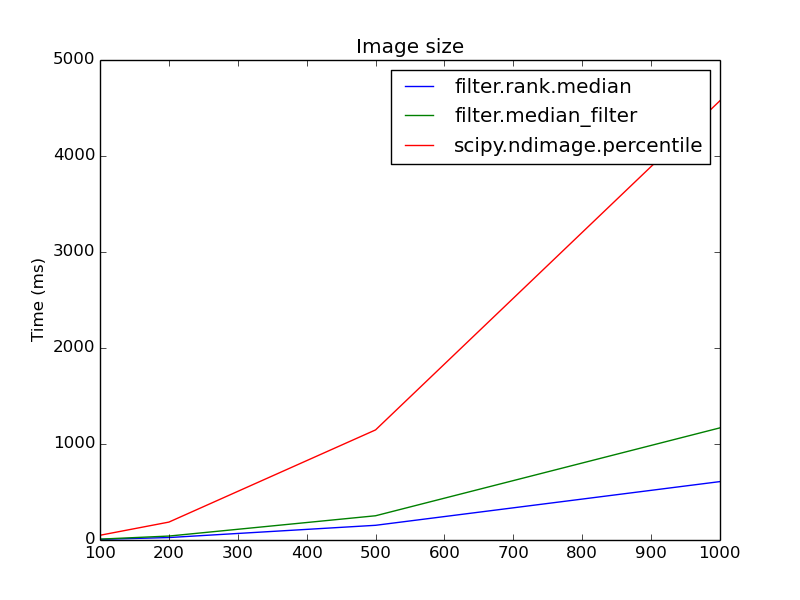 Image size
5000
4000
3000
2000
1000
0
Time (ms)
filter.rank.median
filter.median_filter
scipy.ndimage.percentile
100 200 300 400 500 600 700 800 900 1000